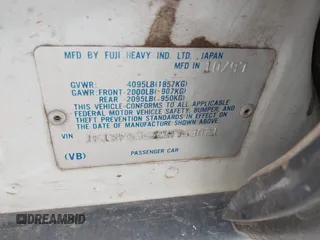 MFD BY FUJI HEAVY IND. LTD., JAPAN
MFD IN 10/97
GVWR: 4095LB(1857KG)
GAWR:FRONT-2000LB(-907KG)
REAR 2095LB(-950KG)
THIS VEHICLE CONFORMS TO ALL APPLICABLE
FEDERAL MOTOR VEHICLE SAFETY, BUMPER, AND
THEFT PREVENTION STANDARDS IN EFFECT ON THE
DATE OF MANUFACTURE SHOWN ABOVE.
VIN
(VB) PASSENGER CAR
DREAMBID